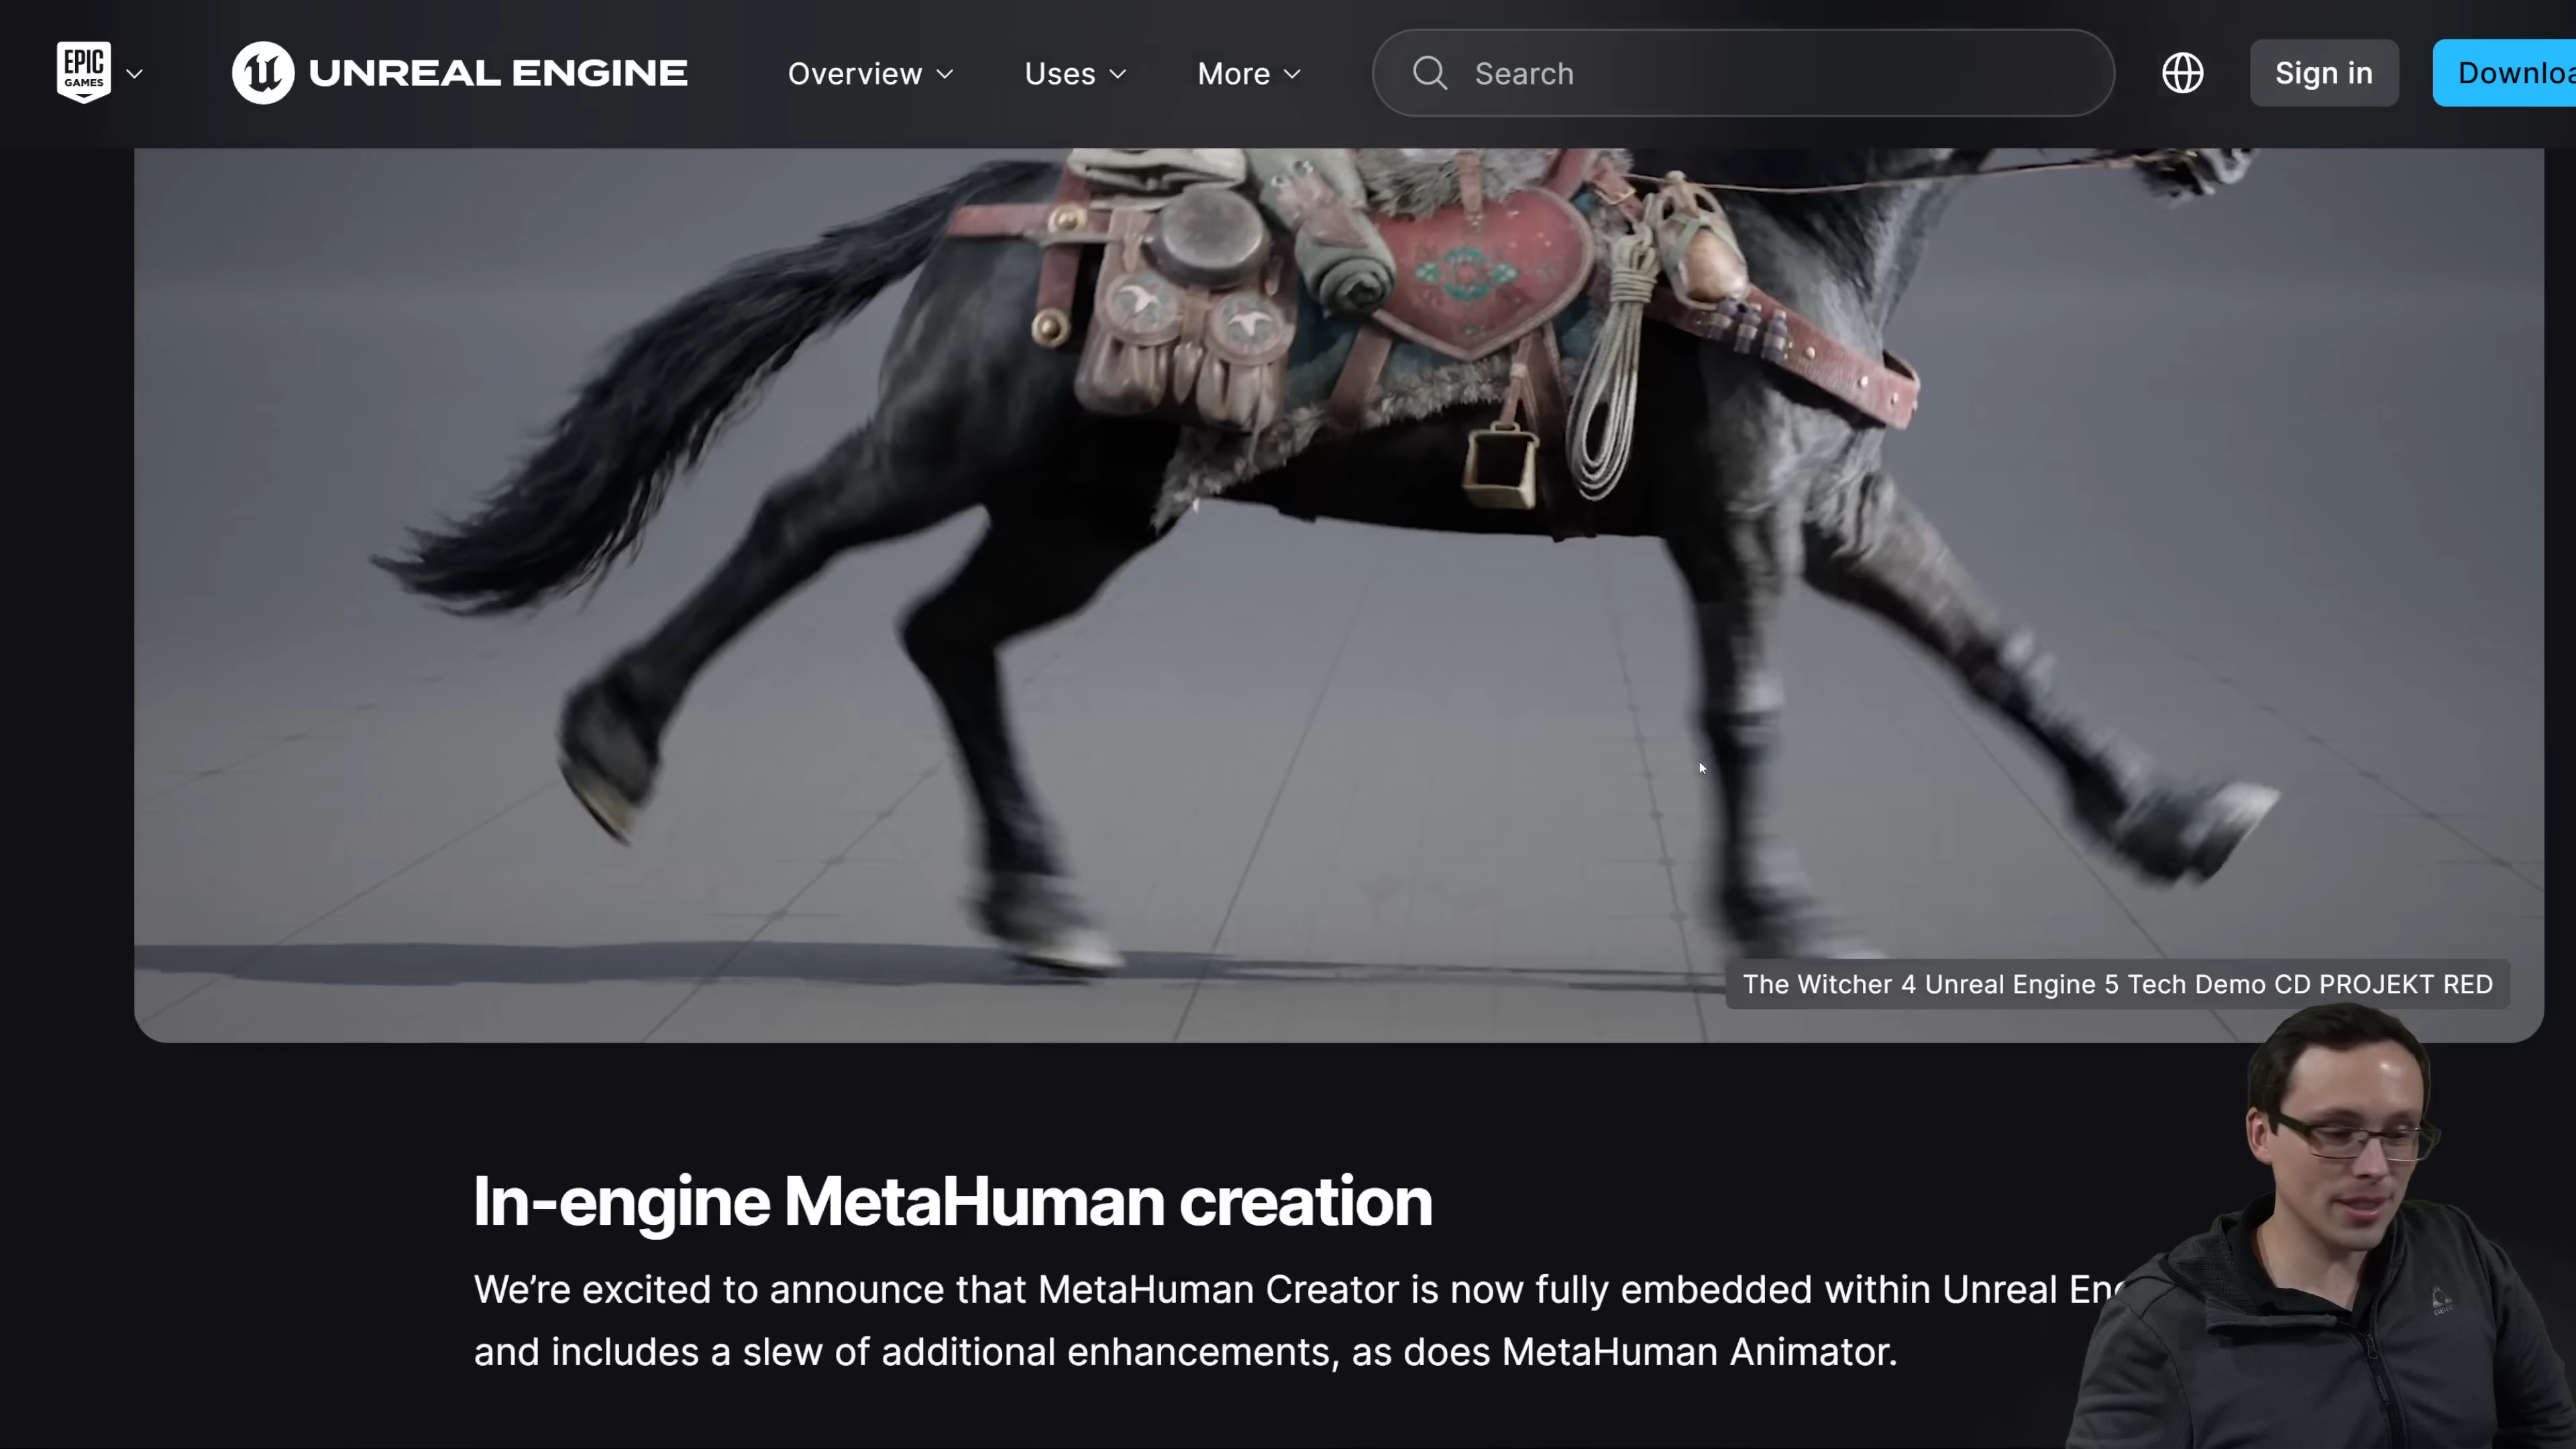 EPIC
GAMES
UNREAL ENGINE
Overview
Uses
More
Search
Sign in
The Witcher 4 Unreal Engine 5 Tech Demo CD PROJEKT RED
In-engine MetaHuman creation
We’re excited to announce that MetaHuman Creator is now fully embedded within Unreal
and includes a slew of additional enhancements, as does MetaHuman Animator.